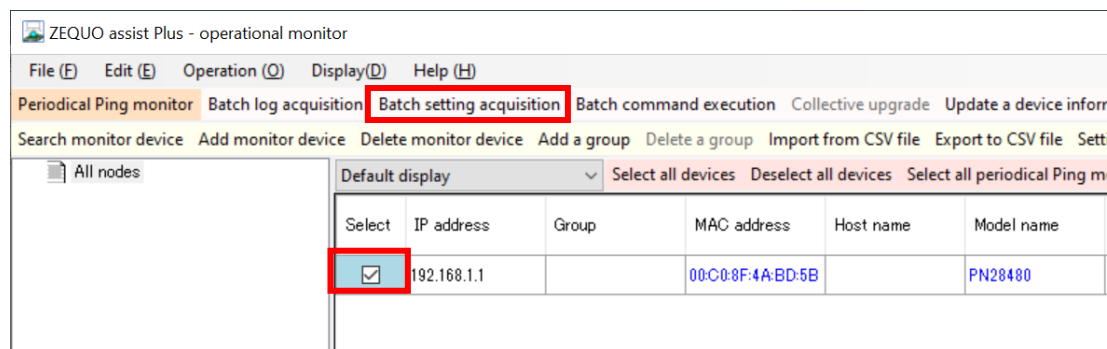 ZEQUO assist Plus - operational monitor
File (F) Edit (E) Operation (O) Display(D) Help (H)
Periodical Ping monitor Batch log acquisition Batch setting acquisition Batch command execution Collective upgrade Update a device infor
Search monitor device Add monitor device Delete monitor device Add a group Delete a group Import from CSV file Export to CSV file Sett
All nodes
Default display Select all devices Deselect all devices Select all periodical Ping m
Select IP address Group MAC address Host name Model name
192.168.1.1 00:C0:8F:4A:BD:5B PN28480